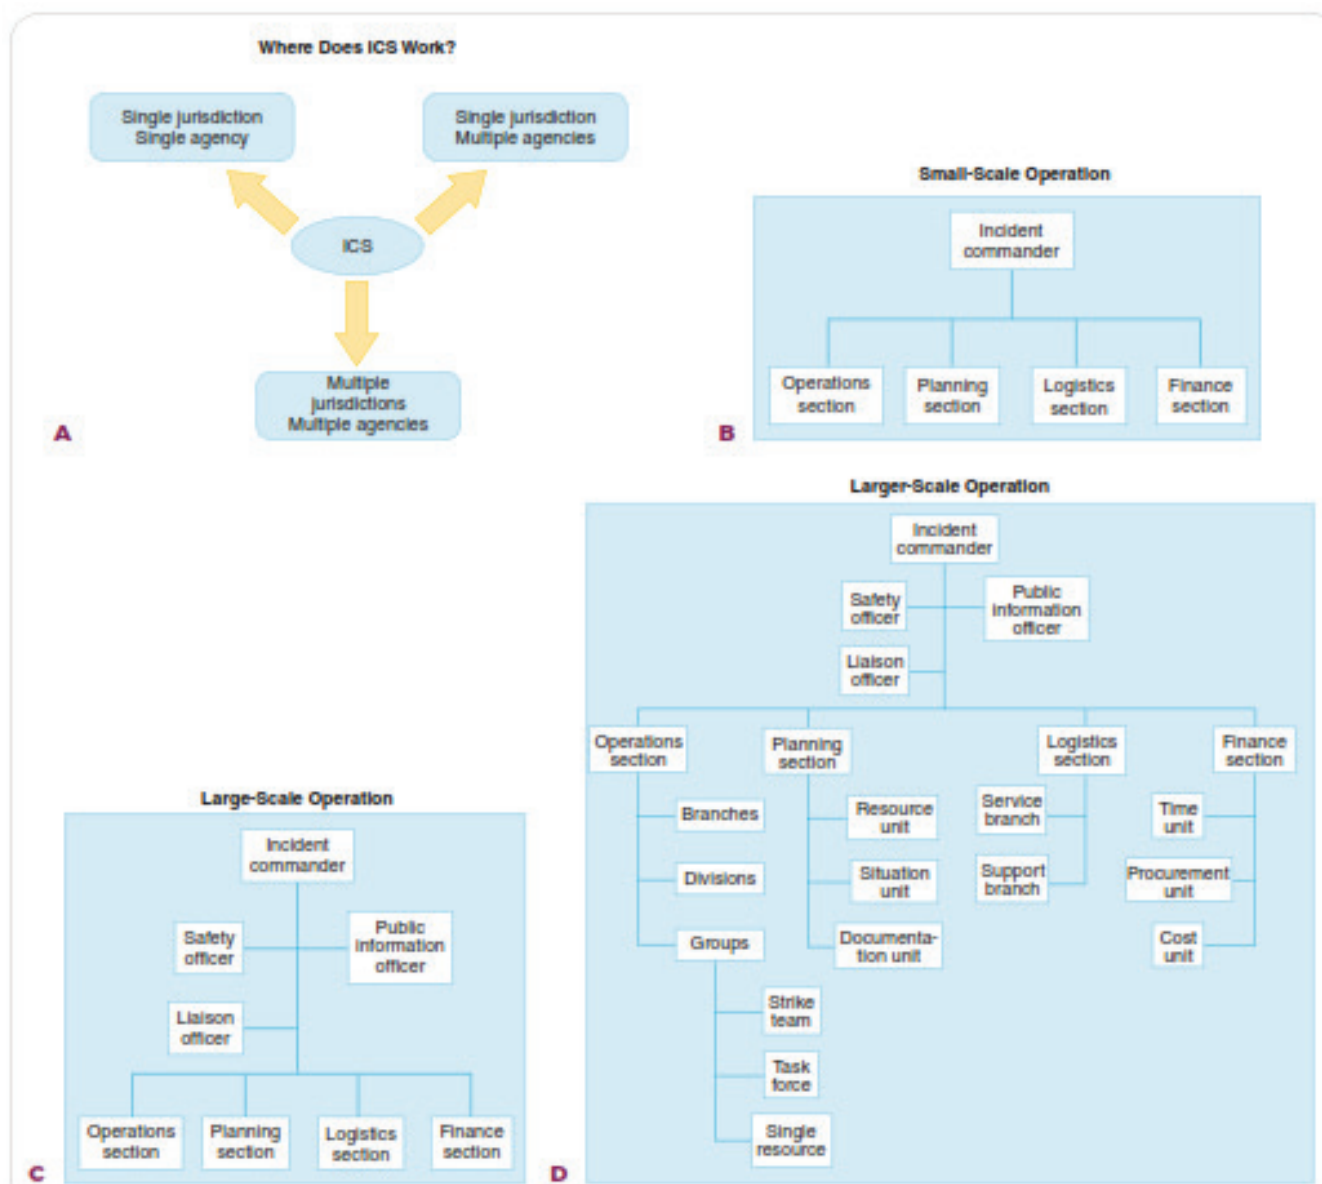 Where Does ICS Work?
Single jurisdiction
Single agency
Single jurisdiction
Multiple agencies
ICS
Multiple
jurisdictions
Multiple agencies
A
Small-Scale Operation
Incident
commander
Operations
section
Planning
section
Logistics
section
Finance
section
B
Large-Scale Operation
Incident
commander
Safety
officer
Public
information
officer
Liaison
officer
Operations
section
Planning
section
Logistics
section
Finance
section
C
Larger-Scale Operation
Incident
commander
Safety
officer
Public
information
officer
Liaison
officer
Operations
section
Planning
section
Logistics
section
Finance
section
Branches
Divisions
Groups
Strike
team
Task
force
Single
resource
Resource
unit
Situation
unit
Documenta-
tion unit
Service
branch
Support
branch
Time
unit
Procurement
unit
Cost
unit
D